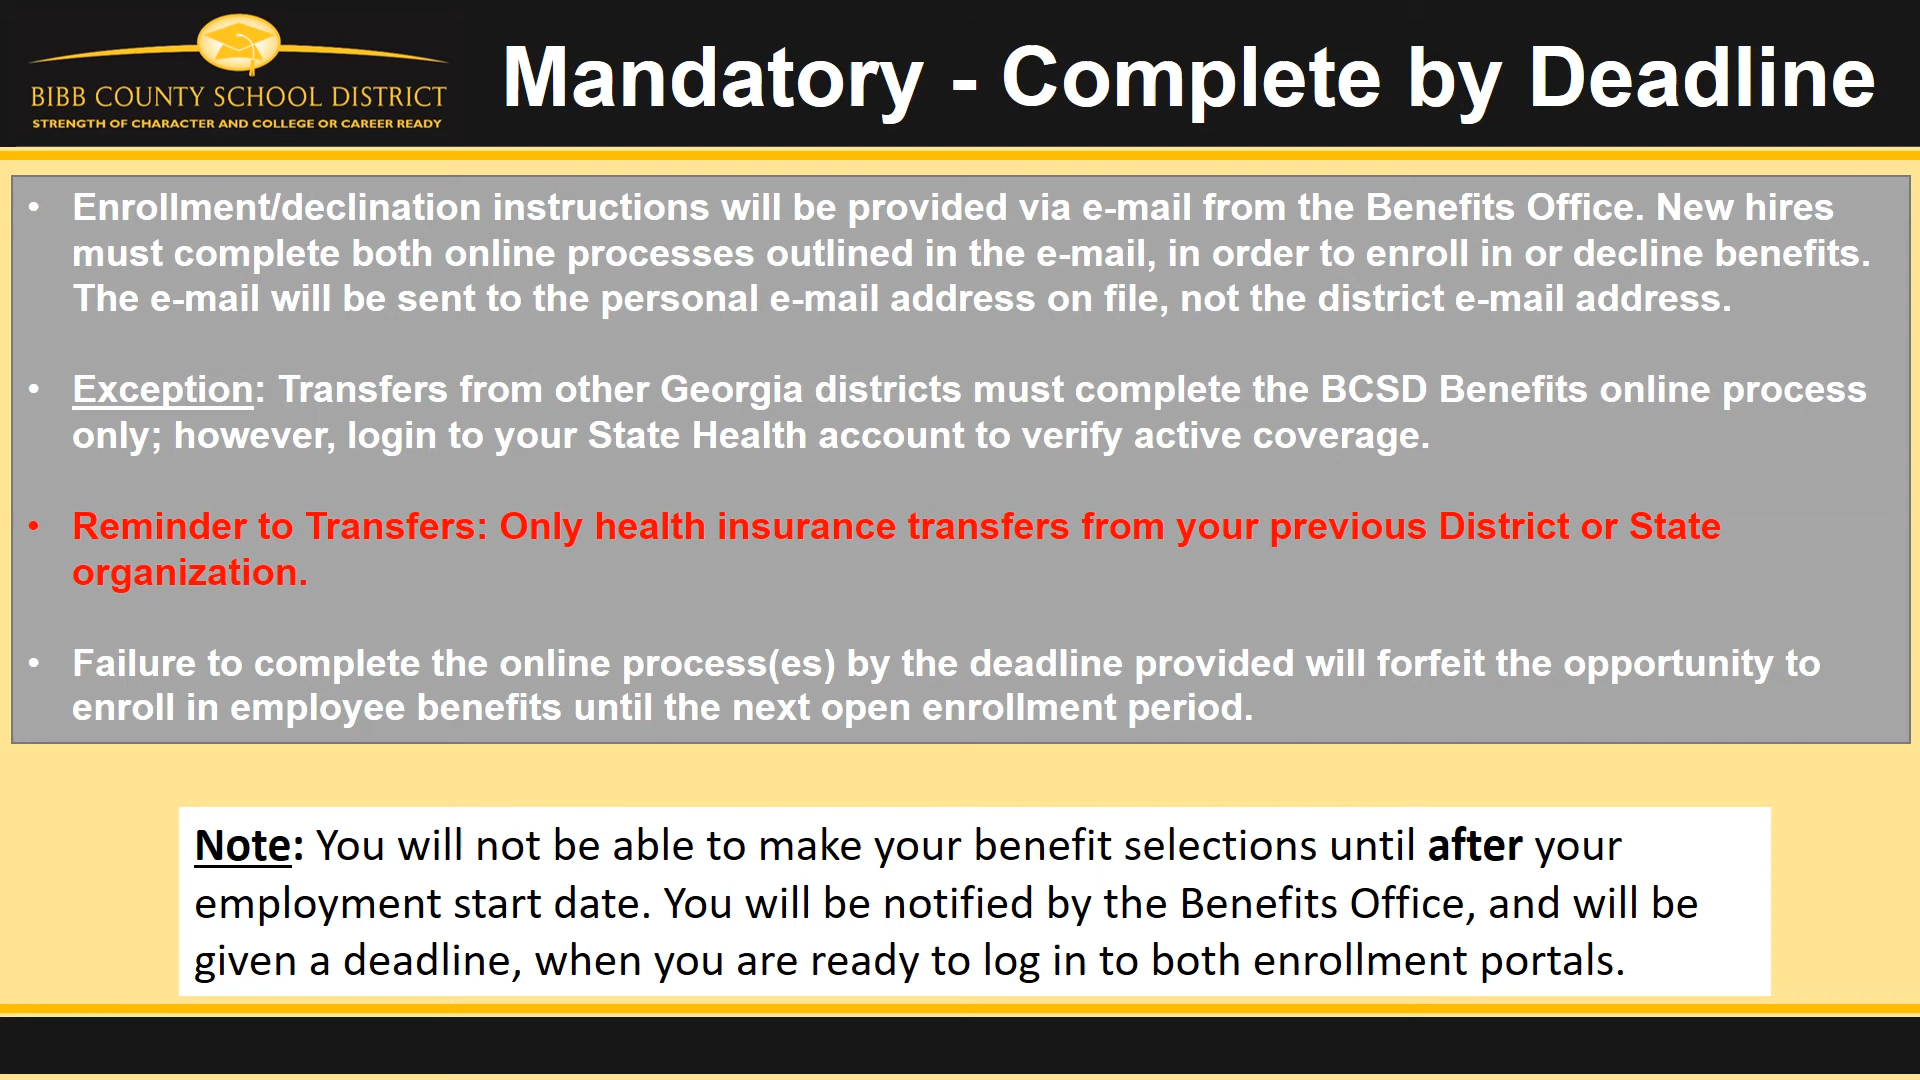 BIBB COUNTY SCHOOL DISTRICT
STRENGTH OF CHARACTER AND COLLEGE OR CAREER READY
Mandatory - Complete by Deadline
• Enrollment/declination instructions will be provided via e-mail from the Benefits Office. New hires
must complete both online processes outlined in the e-mail, in order to enroll in or decline benefits.
The e-mail will be sent to the personal e-mail address on file, not the district e-mail address.
• Exception: Transfers from other Georgia districts must complete the BCSD Benefits online process
only; however, login to your State Health account to verify active coverage.
• Reminder to Transfers: Only health insurance transfers from your previous District or State
organization.
• Failure to complete the online process(es) by the deadline provided will forfeit the opportunity to
enroll in employee benefits until the next open enrollment period.
Note: You will not be able to make your benefit selections until after your
employment start date. You will be notified by the Benefits Office, and will be
given a deadline, when you are ready to log in to both enrollment portals.